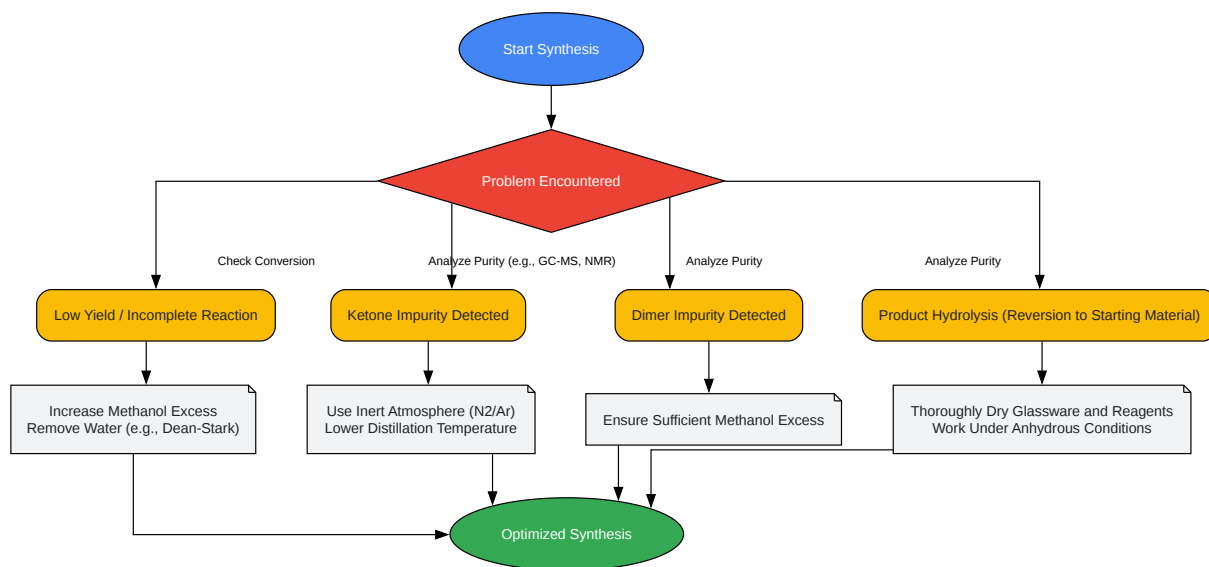 Start Synthesis
Problem Encountered
Check Conversion
Analyze Purity (e.g., GC-MS, NMR)
Analyze Purity
Analyze Purity
Low Yield / Incomplete Reaction
Ketone Impurity Detected
Dimer Impurity Detected
Product Hydrolysis (Reversion to Starting Material)
Increase Methanol Excess
Remove Water (e.g., Dean-Stark)
Use Inert Atmosphere (N2/Ar)
Lower Distillation Temperature
Ensure Sufficient Methanol Excess
Thoroughly Dry Glassware and Reagents
Work Under Anhydrous Conditions
Optimized Synthesis